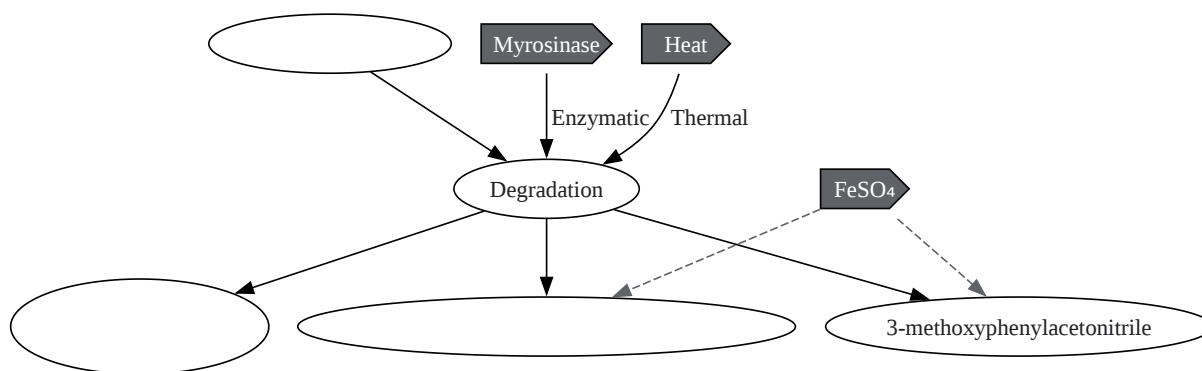 Myrosinase
Heat
Enzymatic
Thermal
Degradation
FeSO₄
3-methoxyphenylacetonitrile